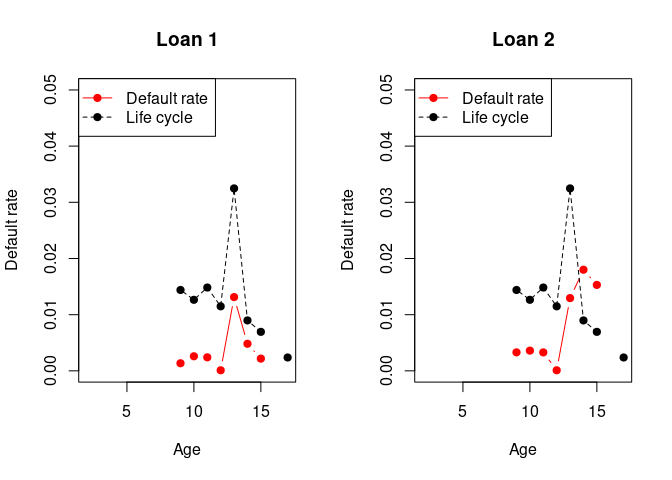 Loan 1
Default rate
Life cycle
0.05
0.04
0.03
0.02
0.01
0.00
Default rate
5 10 15
Age
Loan 2
Default rate
Life cycle
0.05
0.04
0.03
0.02
0.01
0.00
Default rate
5 10 15
Age